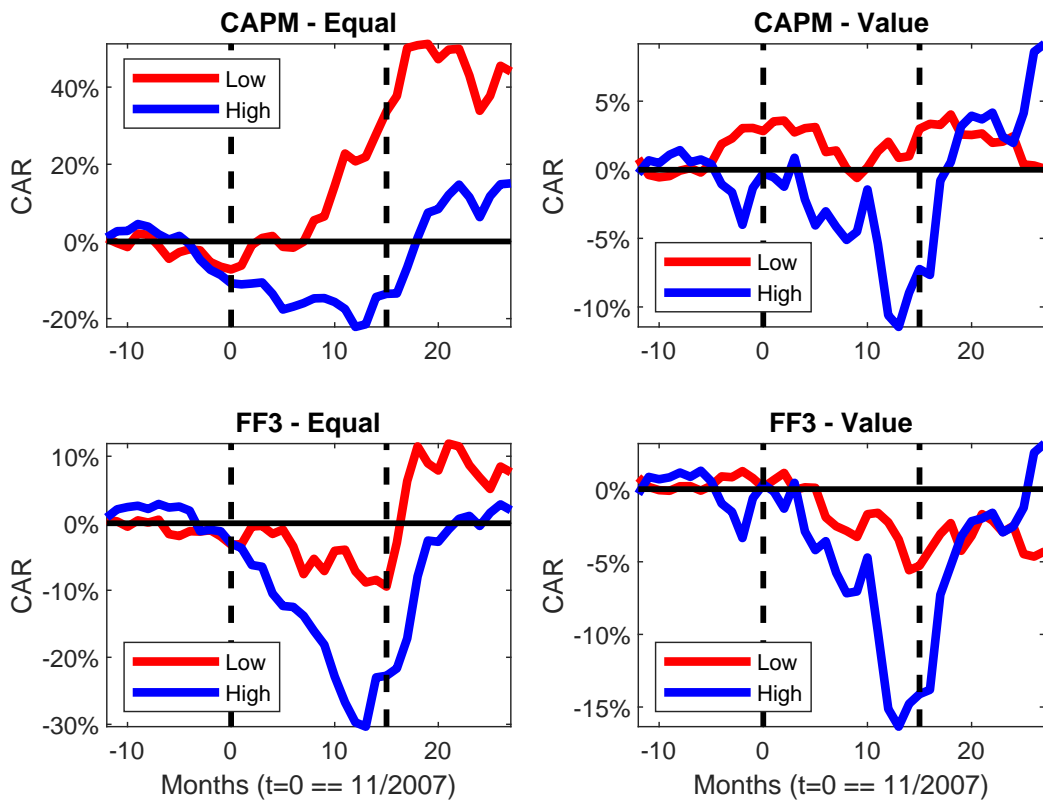 CAPM - Equal
CAR
40%
20%
0%
-20%
Low
High
-10 0 10 20
CAPM - Value
CAR
5%
0%
-5%
-10%
Low
High
-10 0 10 20
FF3 - Equal
CAR
10%
0%
-10%
-20%
-30%
Low
High
-10 0 10 20
Months (t=0 == 11/2007)
FF3 - Value
CAR
0%
-5%
-10%
-15%
Low
High
-10 0 10 20
Months (t=0 == 11/2007)